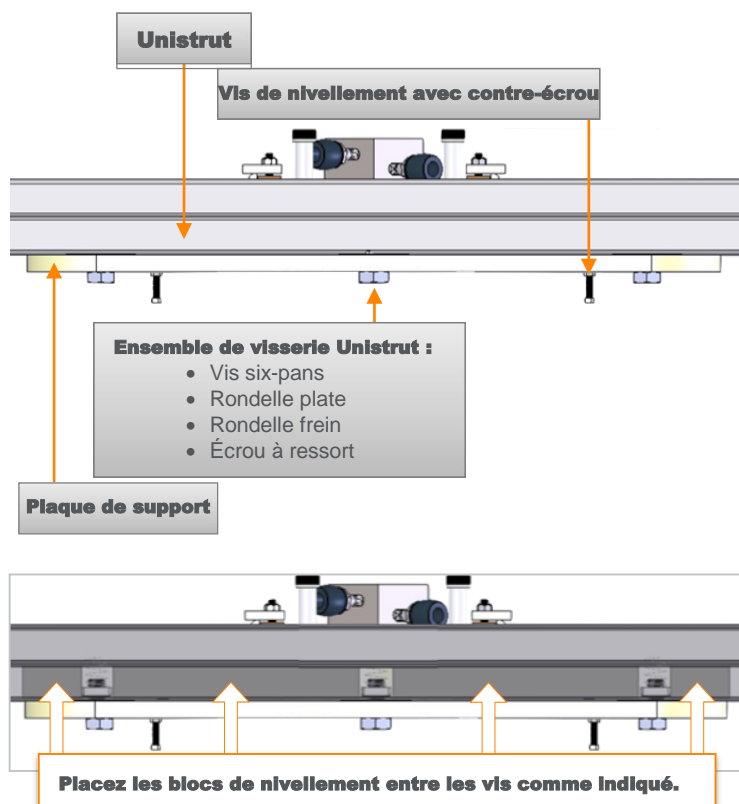 Unistrut
Vis de nivellement avec contre-écrou
Ensemble de visserie Unistrut :
• Vis six-pans
• Rondelle plate
• Rondelle frein
• Écrou à ressort
Plaque de support
Placez les blocs de nivellement entre les vis comme indiqué.